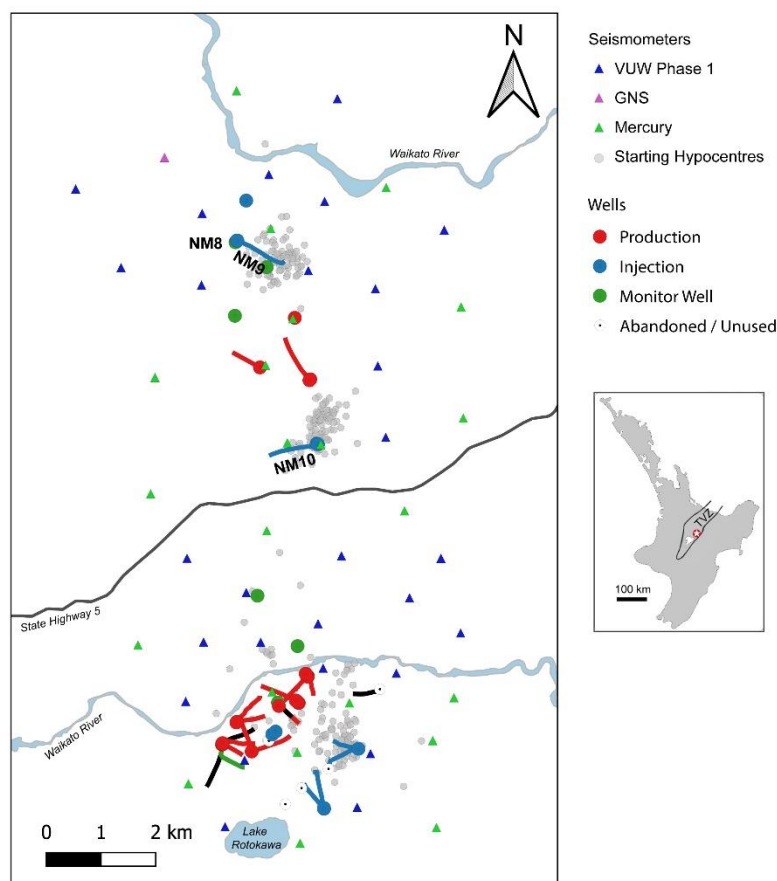 N
Waikato River
NM8
NM9
NM10
State Highway 5
Waikato River
Lake
Rotokawa
0 1 2 km
Seismometers
VUW Phase 1
GNS
Mercury
Starting Hypocentres
Wells
Production
Injection
Monitor Well
Abandoned / Unused
TVZ
100 km